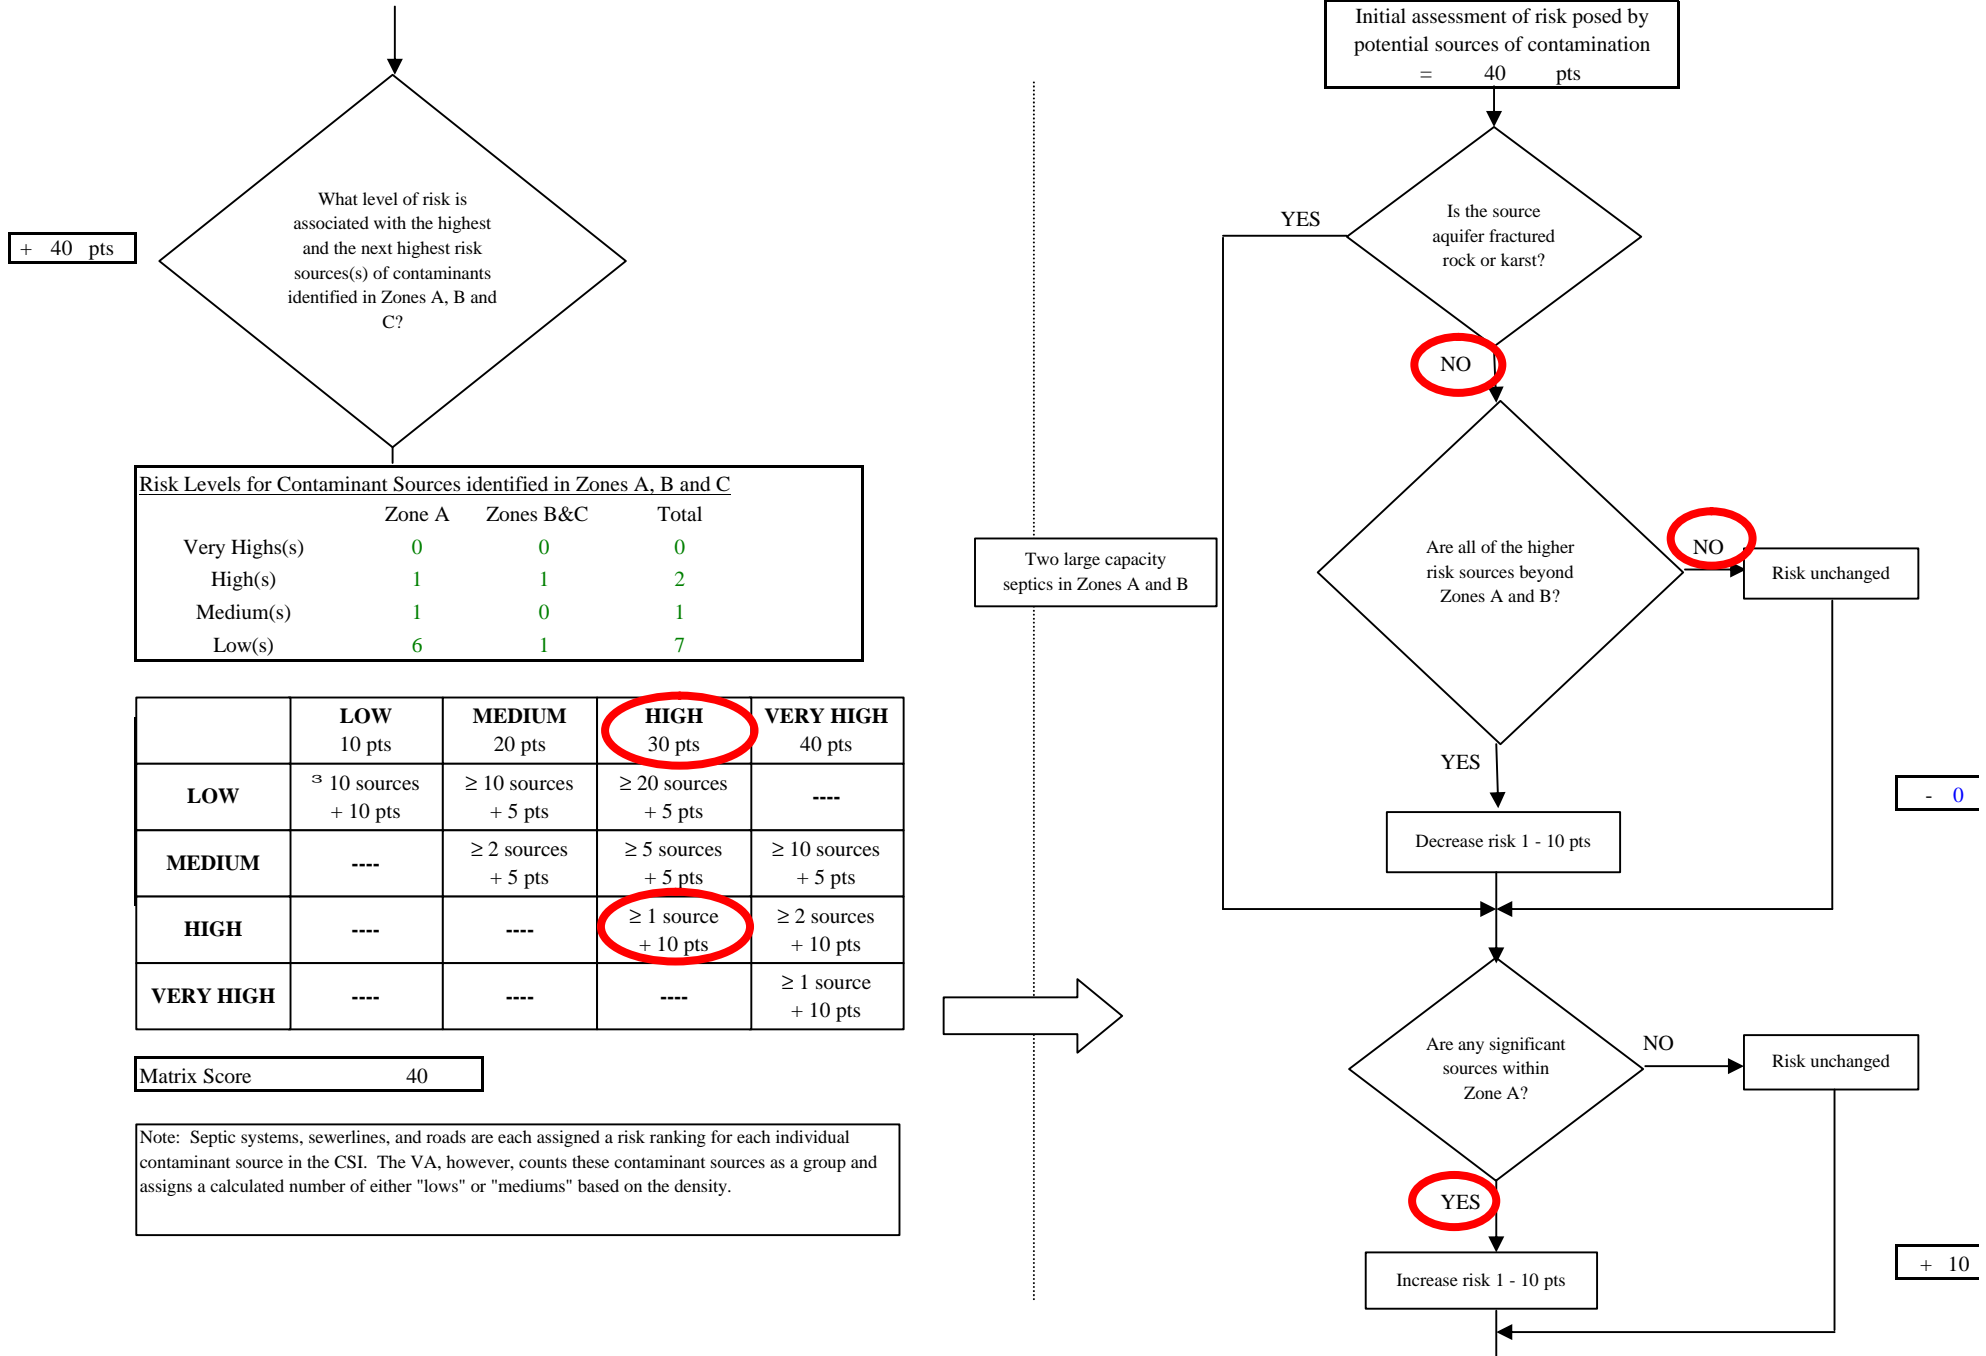 + 40 pts
What level of risk is
associated with the highest
and the next highest risk
sources(s) of contaminants
identified in Zones A, B and
C?
Risk Levels for Contaminant Sources identified in Zones A, B and C
Zone A Zones B&C Total
Very Highs(s) 0 0 0
High(s) 1 1 2
Medium(s) 1 0 1
Low(s) 6 1 7
LOW MEDIUM HIGH VERY HIGH
10 pts 20 pts 30 pts 40 pts
LOW
³ 10 sources ≥ 10 sources ≥ 20 sources ----
+ 10 pts + 5 pts + 5 pts
MEDIUM
---- ≥ 2 sources ≥ 5 sources ≥ 10 sources
+ 5 pts + 5 pts + 5 pts
HIGH
---- ---- ≥ 1 source ≥ 2 sources
+ 10 pts + 10 pts
VERY HIGH
---- ---- ---- ≥ 1 source
+ 10 pts
Matrix Score 40
Note: Septic systems, sewerlines, and roads are each assigned a risk ranking for each individual
contaminant source in the CSI. The VA, however, counts these contaminant sources as a group and
assigns a calculated number of either "lows" or "mediums" based on the density.
Initial assessment of risk posed by
potential sources of contamination
= 40 pts
Is the source
aquifer fractured
rock or karst?
YES
NO
Two large capacity
septics in Zones A and B
Are all of the higher
risk sources beyond
Zones A and B?
NO
Risk unchanged
YES
Decrease risk 1 - 10 pts
- 0
Are any significant
sources within
Zone A?
NO
Risk unchanged
YES
Increase risk 1 - 10 pts
+ 10